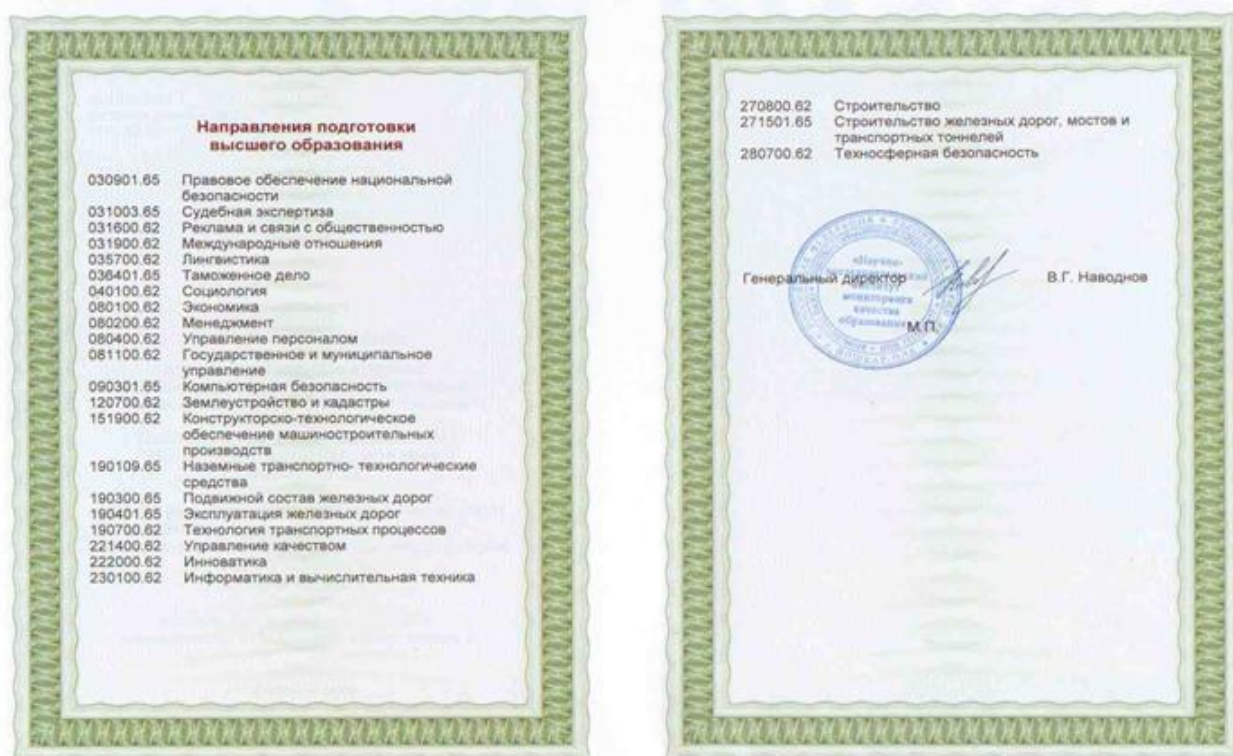 Направления подготовки
высшего образования
030901.65 Правовое обеспечение национальной
безопасности
031003.65 Судебная экспертиза
031600.62 Реклама и связи с общественностью
031900.62 Международные отношения
035700.62 Лингвистика
036401.65 Таможенное дело
040100.62 Социология
080100.62 Экономика
080200.62 Менеджмент
080400.62 Управление персоналом
081100.62 Государственное и муниципальное
управление
090301.65 Компьютерная безопасность
120700.62 Землеустройство и кадастры
151900.62 Конструкторско-технологическое
обеспечение машиностроительных
производств
190109.65 Наземные транспортно- технологические
средства
190300.65 Подвижной состав железных дорог
190401.65 Эксплуатация железных дорог
190700.62 Технология транспортных процессов
221400.62 Управление качеством
222000.62 Инноватика
230100.62 Информатика и вычислительная техника
270800.62 Строительство
271501.65 Строительство железных дорог, мостов и
транспортных тоннелей
280700.62 Техносферная безопасность
«Научно-
Генеральный директор В.Г. Наводнов
мониторинга
качества
образования»
М.П.